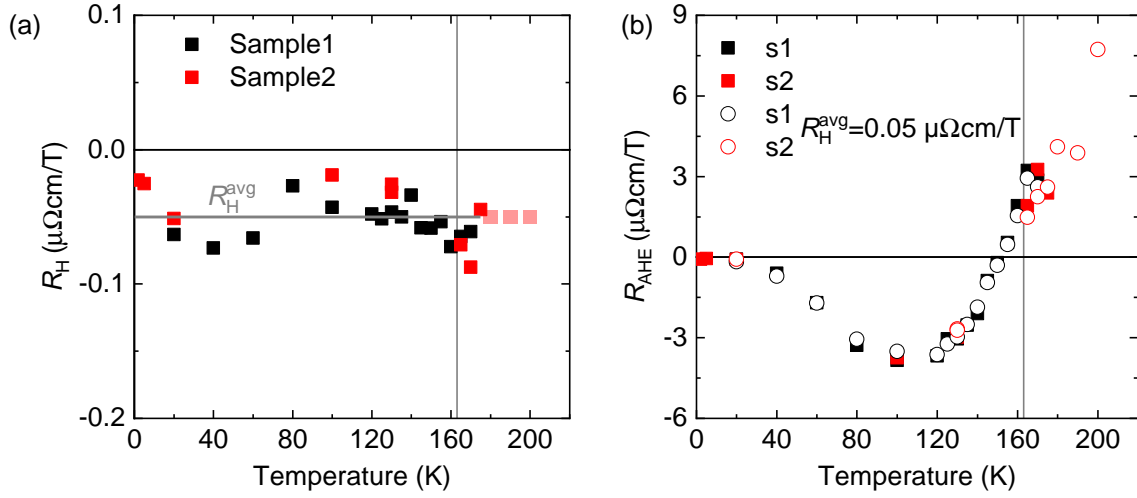 (a)
0.1
0.0
-0.1
-0.2
R_H (μΩcm/T)
Sample1
Sample2
R_H^avg
0
40
80
120
160
200
Temperature (K)
(b)
9
6
3
0
-3
-6
R_AHE (μΩcm/T)
s1
s2
s1
s2
R_H^avg=0.05 μΩcm/T
0
40
80
120
160
200
Temperature (K)